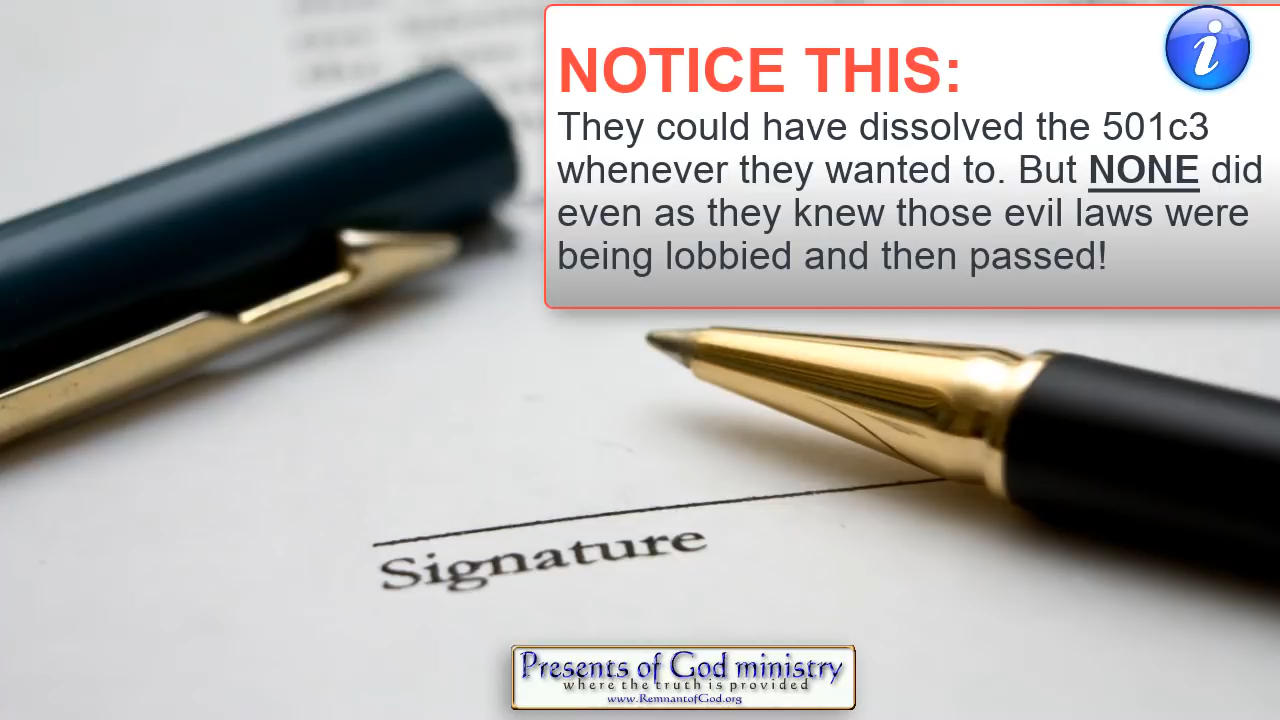 NOTICE THIS:
They could have dissolved the 501c3
whenever they wanted to. But NONE did
even as they knew those evil laws were
being lobbied and then passed!
Signature
Presents of God ministry
where the truth is provided
www.RemnantofGod.org